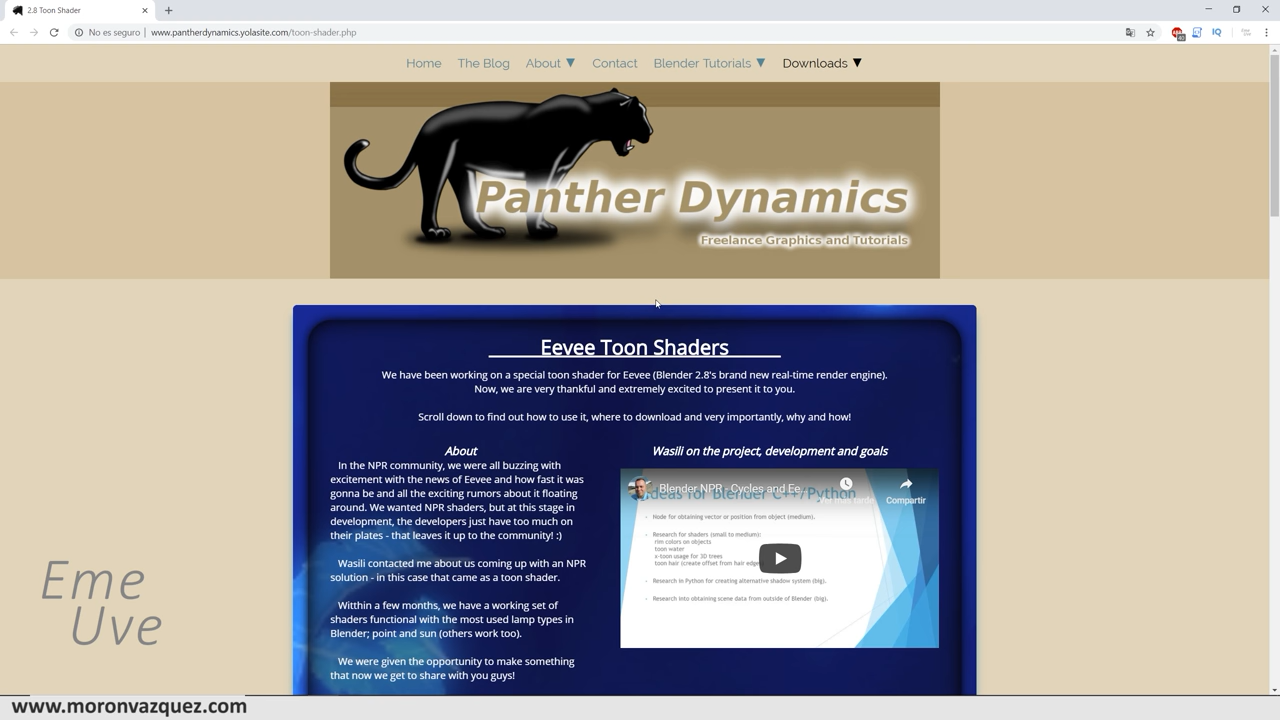 2.8 Toon Shader
No es seguro | www.pantherdynamics.yolasite.com/toon-shader.php
Home The Blog About ▼ Contact Blender Tutorials ▼ Downloads ▼
Panther Dynamics
Freelance Graphics and Tutorials
Eevee Toon Shaders
We have been working on a special toon shader for Eevee (Blender 2.8's brand new real-time render engine).
Now, we are very thankful and extremely excited to present it to you.
Scroll down to find out how to use it, where to download and very importantly, why and how!
About
In the NPR community, we were all buzzing with
excitement with the news of Eevee and how fast it was
gonna be and all the exciting rumors about it floating
around. We wanted NPR shaders, but at this stage in
development, the developers just have too much on
their plates - that leaves it up to the community! :)
Wasili contacted me about us coming up with an NPR
solution - in this case that came as a toon shader.
Within a few months, we have a working set of
shaders functional with the most used lamp types in
Blender; point and sun (others work too).
We were given the opportunity to make something
that now we get to share with you guys!
Wasili on the project, development and goals
Blender NPR - Cycles and Ee...
Ideas for Blender C++/Python
Ver más tarde
Compartir
Node for obtaining vector or position from object (medium).
Research for shaders (small to medium):
rim colors on objects
toon water
x-toon usage for 3D trees
toon hair (create offset from hair edge
Research in Python for creating alternative shadow system (big).
Research into obtaining scene data from outside of Blender (big).
Eme
Uve
www.moronvazquez.com